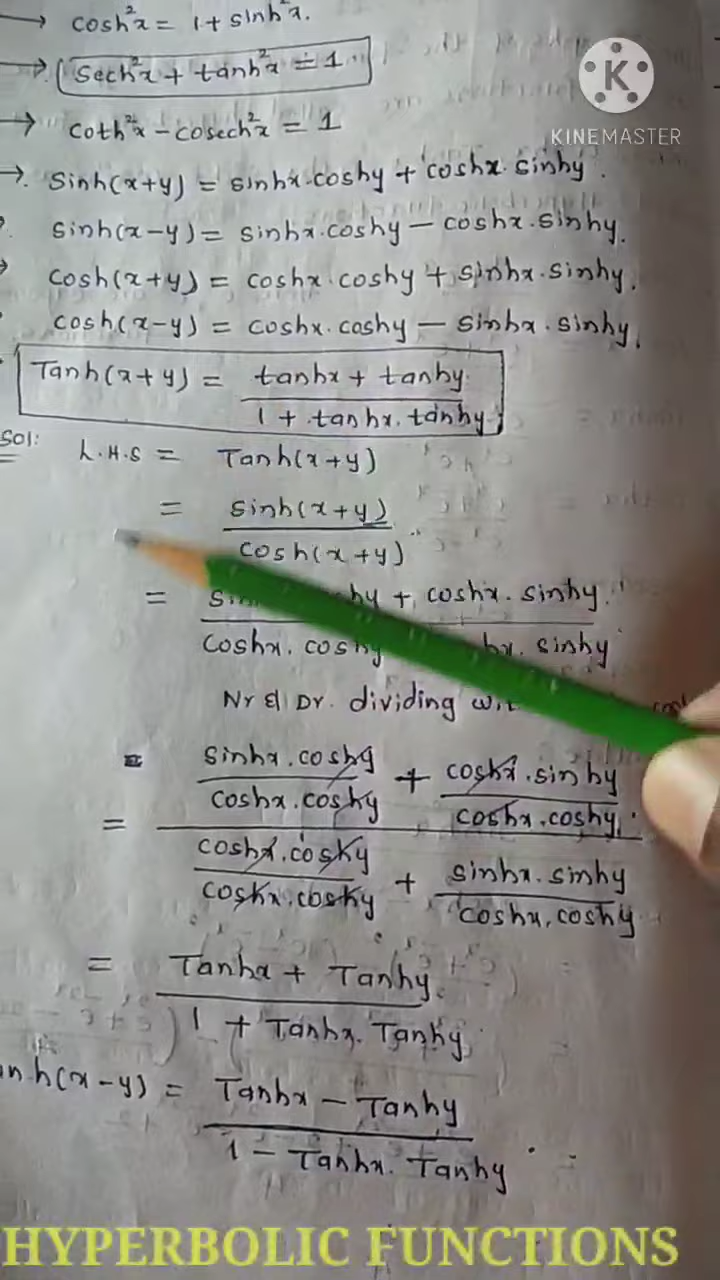 → cosh²x = 1 + sinh²x.
→ sech²x + tanh²x = 1.
→ coth²x - cosech²x = 1
K
KINEMASTER
→. Sinh(x+y) = sinhx.coshy + coshx.sinhy.
sinh(x-y) = sinhx.coshy - coshx.sinhy.
cosh(x+y) = coshx.coshy + sinhx.sinhy.
cosh(x-y) = coshx.coshy - sinhx.sinhy.
Tanh(x+y) = tanhx + tanhy
1 + tanhx.tanhy
Sol: L.H.S = Tanh(x+y)
= sinh(x+y)
cosh(x+y)
= hy + coshx.sinhy.
coshx. sinhy
Nr & Dr. dividing
= sinhx.coshy + coshx.sinhy
coshx.coshy coshx.coshy
= coshx.coshy + sinhx.sinhy
coshx.coshy coshx.coshy
= Tanhx + Tanhy
1 + Tanhx.Tanhy
nh(x-y) = Tanhx - Tanhy
1 - Tanhx.Tanhy
HYPERBOLIC FUNCTIONS